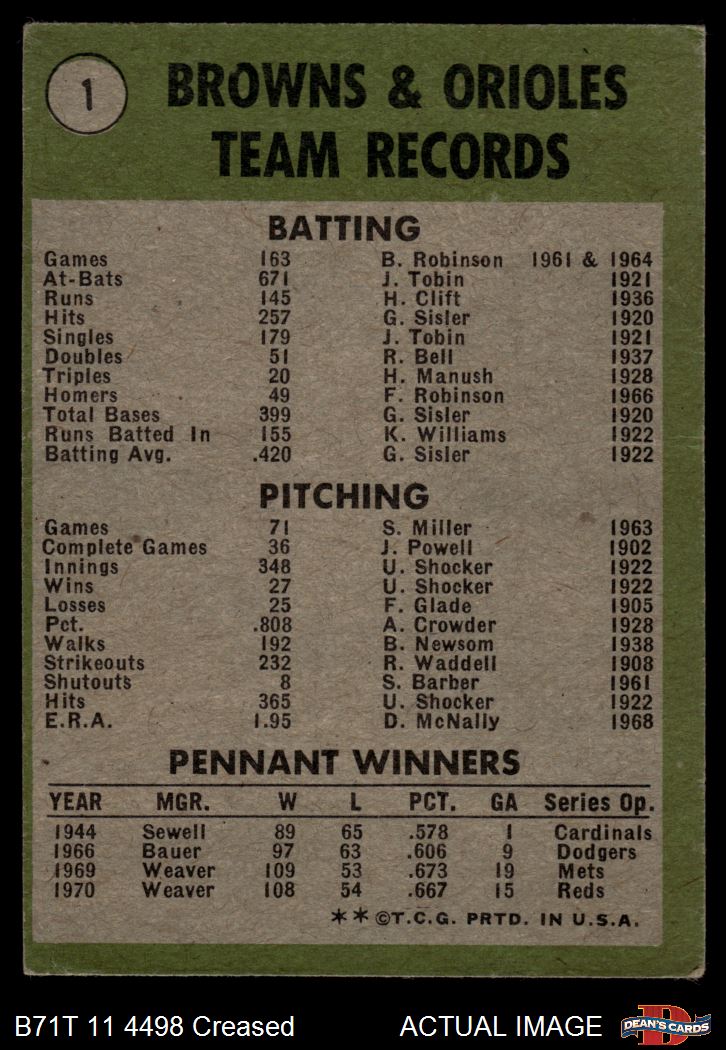 1
BROWNS & ORIOLES
TEAM RECORDS
BATTING
Games 163 B. Robinson 1961 & 1964
At-Bats 671 J. Tobin 1921
Runs 145 H. Clift 1936
Hits 257 G. Sisler 1920
Singles 179 J. Tobin 1921
Doubles 51 R. Bell 1937
Triples 20 H. Manush 1928
Homers 49 F. Robinson 1966
Total Bases 399 G. Sisler 1920
Runs Batted In 155 K. Williams 1922
Batting Avg. .420 G. Sisler 1922
PITCHING
Games 71 S. Miller 1963
Complete Games 36 J. Powell 1902
Innings 348 U. Shocker 1922
Wins 27 U. Shocker 1922
Losses 25 F. Glade 1905
Pct. .808 A. Crowder 1928
Walks 192 B. Newsom 1938
Strikeouts 232 R. Waddell 1908
Shutouts 8 S. Barber 1961
Hits 365 U. Shocker 1922
E.R.A. 1.95 D. McNally 1968
PENNANT WINNERS
YEAR MGR. W L PCT. GA Series Op.
1944 Sewell 89 65 .578 1 Cardinals
1966 Bauer 97 63 .606 9 Dodgers
1969 Weaver 109 53 .673 19 Mets
1970 Weaver 108 54 .667 15 Reds
**©T.C.G. PRTD. IN U.S.A.
B71T 11 4498 Creased ACTUAL IMAGE DEAN'S CARDS